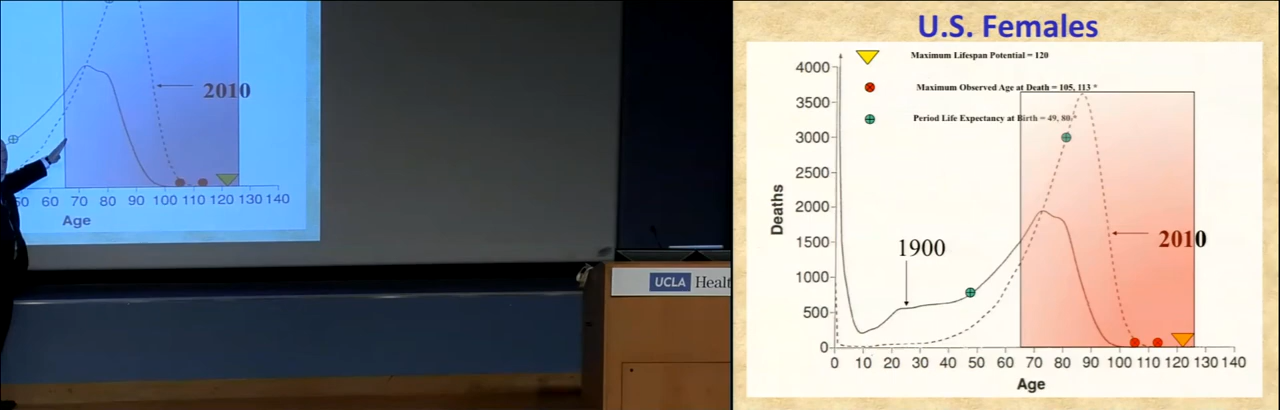 2010
50 60 70 80 90 100 110 120 130 140
Age
UCLA Healt
U.S. Females
Maximum Lifespan Potential = 120
Maximum Observed Age at Death = 105, 113 *
Period Life Expectancy at Birth = 49, 80 *
4000
3500
3000
2500
2000
1500
1000
500
0
Deaths
1900
2010
0 10 20 30 40 50 60 70 80 90 100 110 120 130 140
Age